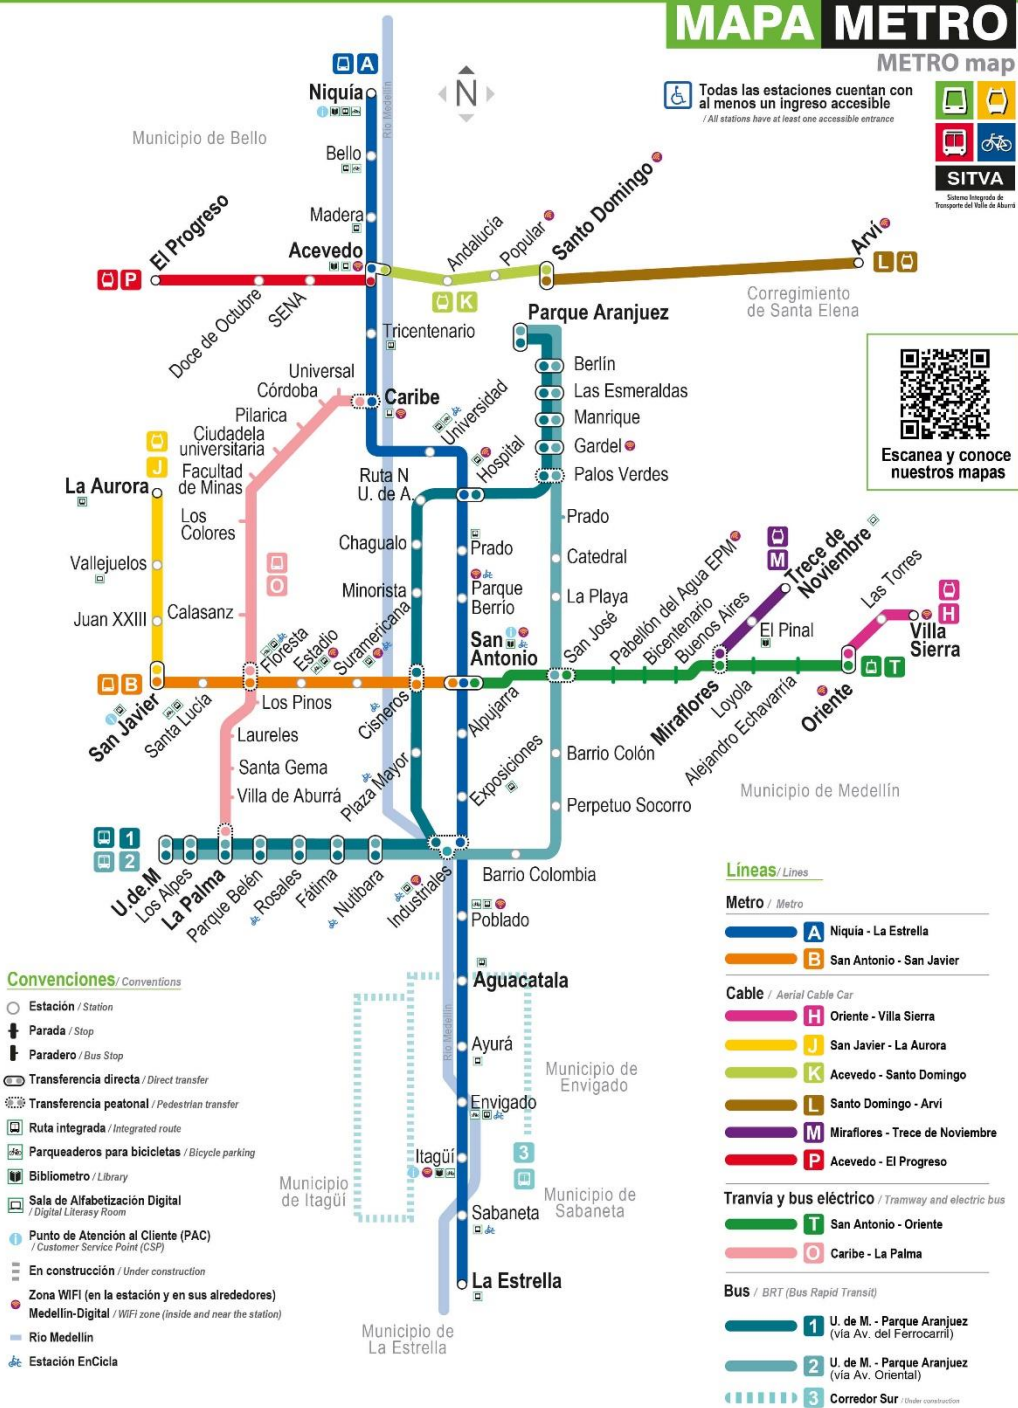 MAPA METRO
METRO map
Todas las estaciones cuentan con
al menos un ingreso accesible
/ All stations have at least one accessible entrance
SITVA
Sistema Integrado de
Transporte del Valle de Aburrá
A
Niquía
N
Río Medellín
Municipio de Bello
Bello
Madera
Acevedo
El Progreso
P
Doce de Octubre
SENA
Andalucía
Popular
Santo Domingo
K
Arví
L
Corregimiento
de Santa Elena
Tricentenario
Parque Aranjuez
Berlín
Las Esmeraldas
Manrique
Gardel
Palos Verdes
Escanea y conoce
nuestros mapas
Universal
Córdoba
Caribe
Pilarica
Ciudadela
universitaria
Facultad
de Minas
Los
Colores
Universidad
Hospital
Ruta N
U. de A.
J
La Aurora
Vallejuelos
Juan XXIII
Calasanz
O
Chagualo
Minorista
Prado
Parque
Berrío
San
Antonio
Prado
Catedral
La Playa
San José
Pabellón del Agua EPM
Bicentenario
Buenos Aires
M
Trece de
Noviembre
El Pinal
Las Torres
H
Villa
Sierra
T
B
San Javier
Santa Lucía
Floresta
Estadio
Suramericana
Cisneros
Alpujarra
Miraflores
Loyola
Alejandro Echavarría
Oriente
Los Pinos
Laureles
Santa Gema
Villa de Aburrá
Plaza Mayor
Exposiciones
Barrio Colón
Perpetuo Socorro
Municipio de Medellín
1
2
U.de.M
Los Alpes
La Palma
Parque Belén
Rosales
Fátima
Nutibara
Industriales
Barrio Colombia
Poblado
Aguacatala
Río Medellín
Ayurá
Municipio de
Envigado
Envigado
Itagüí
3
Municipio
de Itagüí
Municipio de
Sabaneta
Sabaneta
La Estrella
Municipio de
La Estrella
Convenciones / Conventions
Estación / Station
Parada / Stop
Paradero / Bus Stop
Transferencia directa / Direct transfer
Transferencia peatonal / Pedestrian transfer
Ruta integrada / Integrated route
Parqueaderos para bicicletas / Bicycle parking
Bibliometro / Library
Sala de Alfabetización Digital
/ Digital Literasy Room
Punto de Atención al Cliente (PAC)
/ Customer Service Point (CSP)
En construcción / Under construction
Zona WIFI (en la estación y en sus alrededores)
Medellín-Digital / WiFi zone (inside and near the station)
Río Medellín
Estación EnCicla
Líneas / Lines
Metro / Metro
A Niquía - La Estrella
B San Antonio - San Javier
Cable / Aerial Cable Car
H Oriente - Villa Sierra
J San Javier - La Aurora
K Acevedo - Santo Domingo
L Santo Domingo - Arví
M Miraflores - Trece de Noviembre
P Acevedo - El Progreso
Tranvía y bus eléctrico / Tramway and electric bus
T San Antonio - Oriente
O Caribe - La Palma
Bus / BRT (Bus Rapid Transit)
1 U. de M. - Parque Aranjuez
(vía Av. del Ferrocarril)
2 U. de M. - Parque Aranjuez
(vía Av. Oriental)
3 Corredor Sur / Under construction